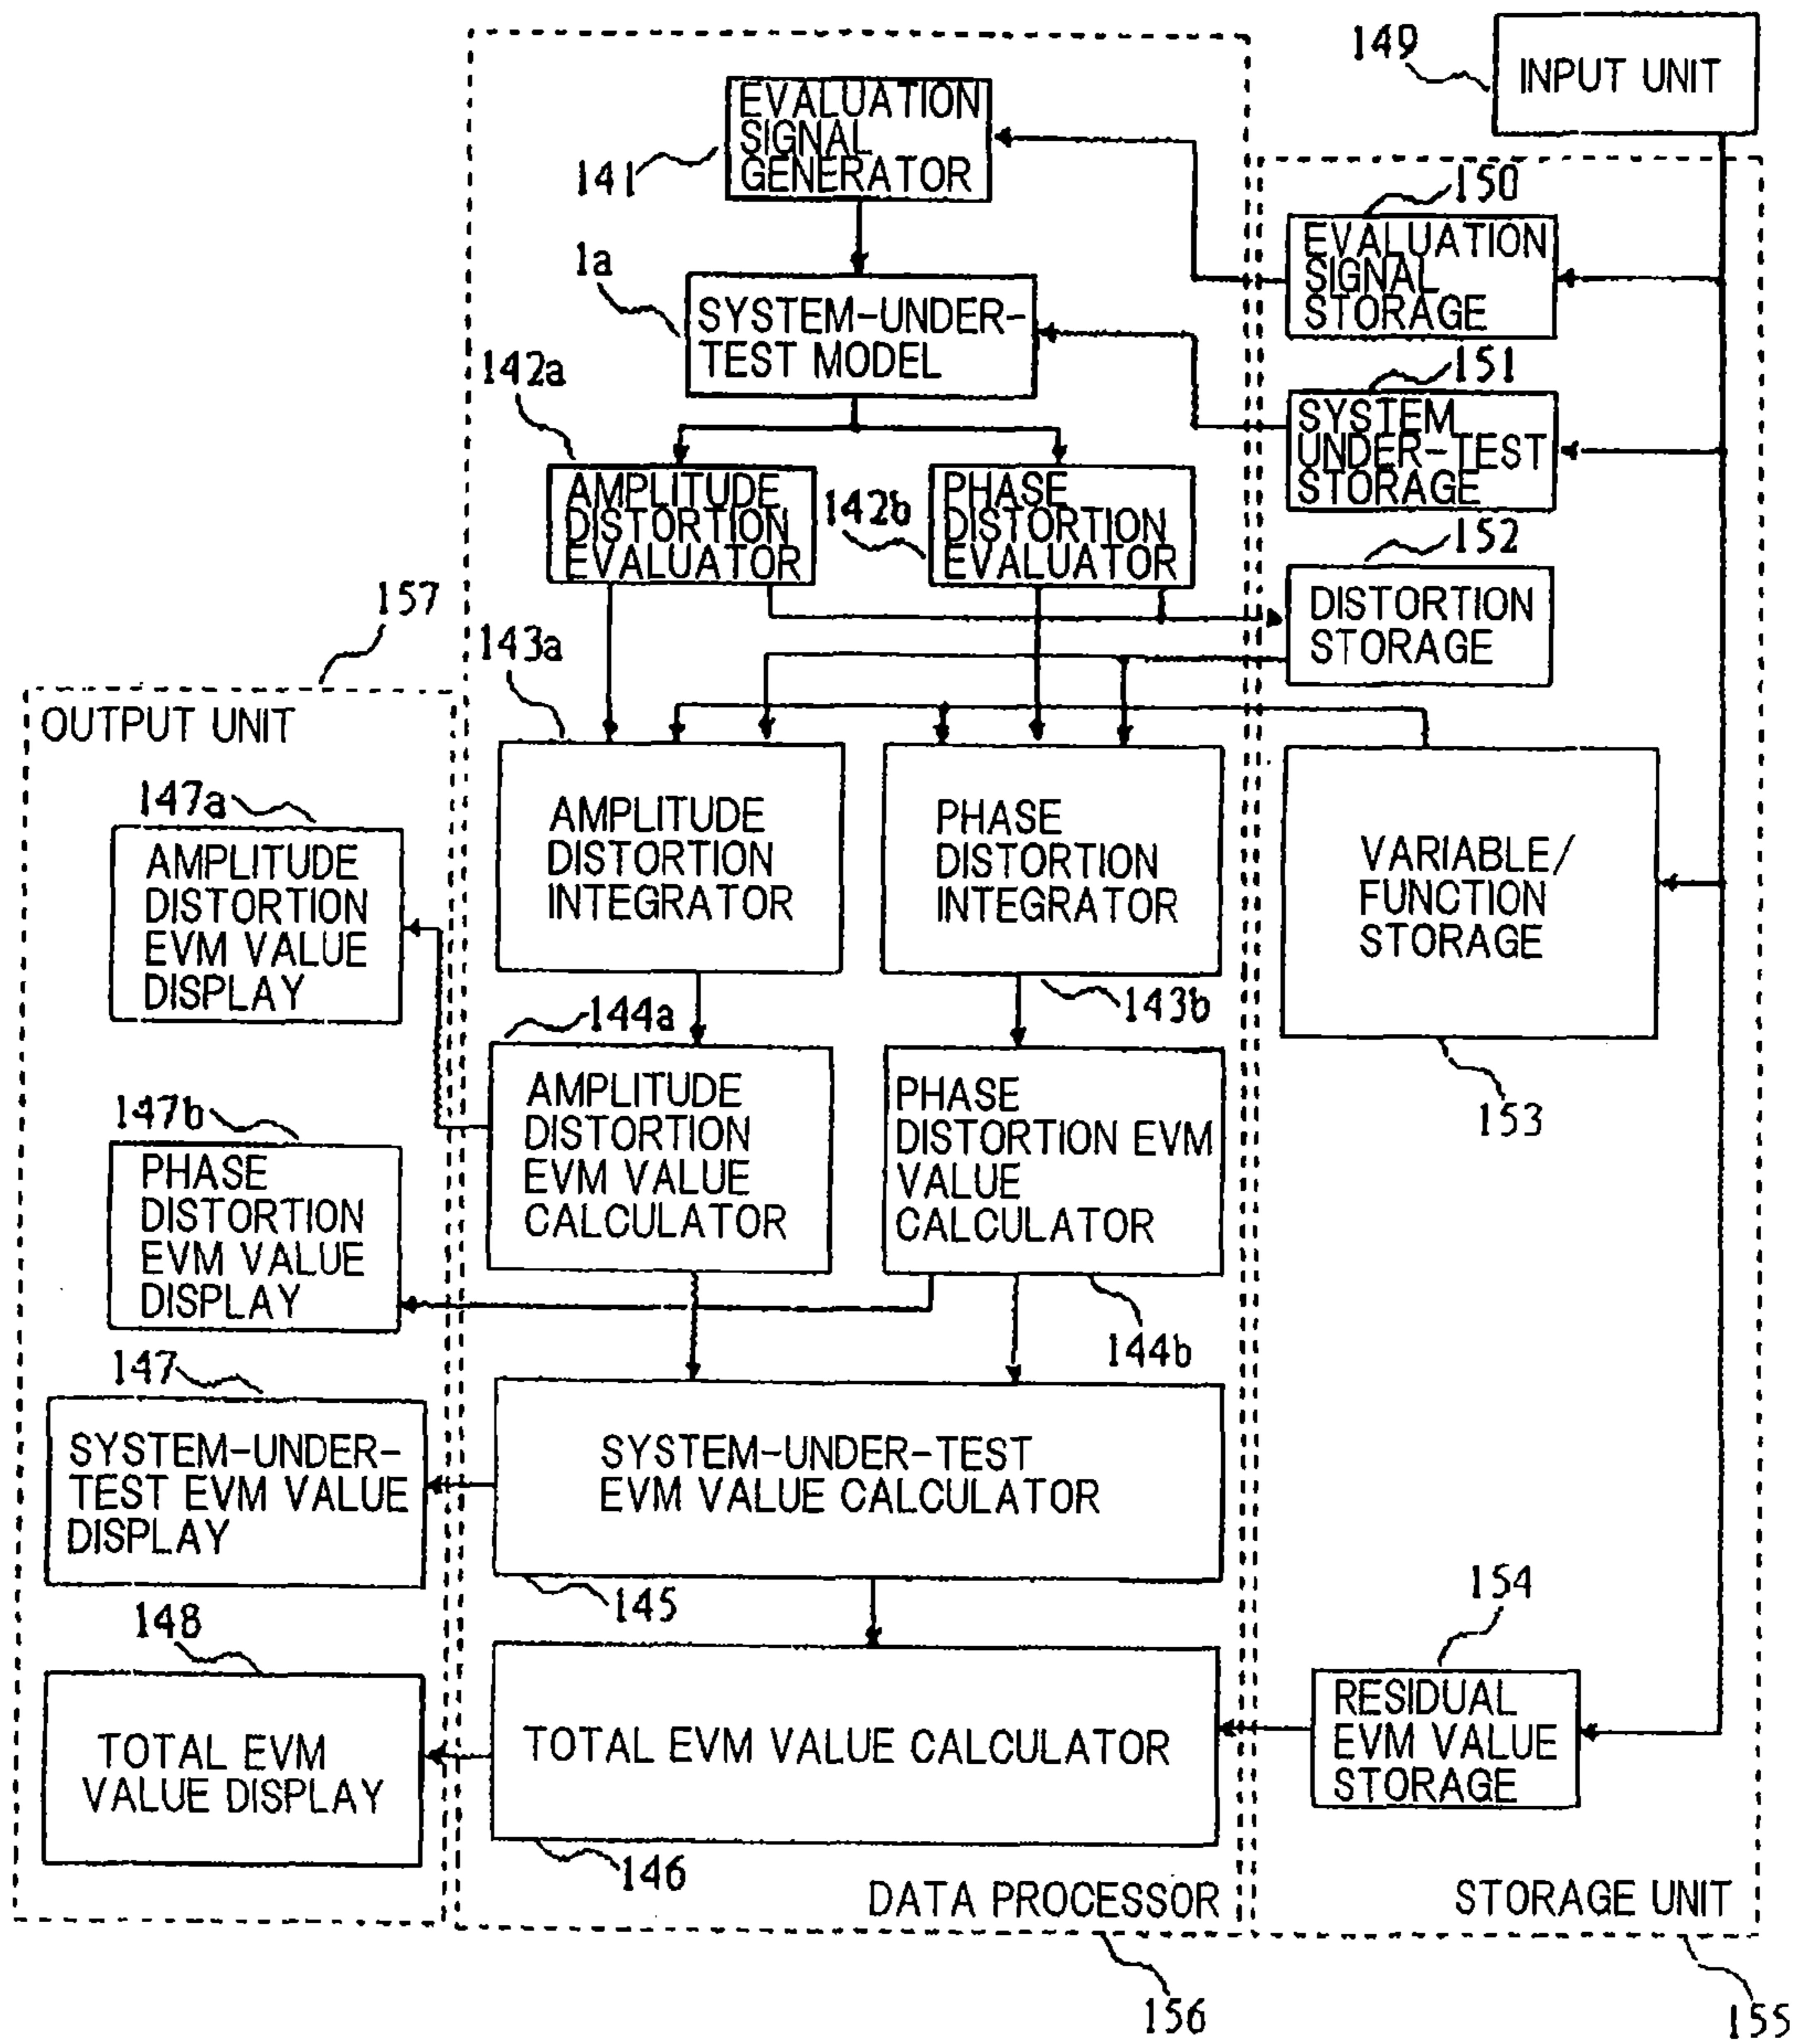 149
INPUT UNIT
EVALUATION
SIGNAL
GENERATOR
141
150
EVALUATION
SIGNAL
STORAGE
1a
SYSTEM-UNDER-
TEST MODEL
151
SYSTEM
UNDER-TEST
STORAGE
142a
AMPLITUDE
DISTORTION
EVALUATOR
142b
PHASE
DISTORTION
EVALUATOR
152
DISTORTION
STORAGE
157
143a
OUTPUT UNIT
147a
AMPLITUDE
DISTORTION
EVM VALUE
DISPLAY
AMPLITUDE
DISTORTION
INTEGRATOR
PHASE
DISTORTION
INTEGRATOR
143b
VARIABLE/
FUNCTION
STORAGE
153
144a
AMPLITUDE
DISTORTION
EVM VALUE
CALCULATOR
PHASE
DISTORTION EVM
VALUE
CALCULATOR
144b
147b
PHASE
DISTORTION
EVM VALUE
DISPLAY
147
SYSTEM-UNDER-
TEST EVM VALUE
DISPLAY
SYSTEM-UNDER-TEST
EVM VALUE CALCULATOR
145
148
TOTAL EVM
VALUE DISPLAY
TOTAL EVM VALUE CALCULATOR
146
154
RESIDUAL
EVM VALUE
STORAGE
DATA PROCESSOR
STORAGE UNIT
156
155